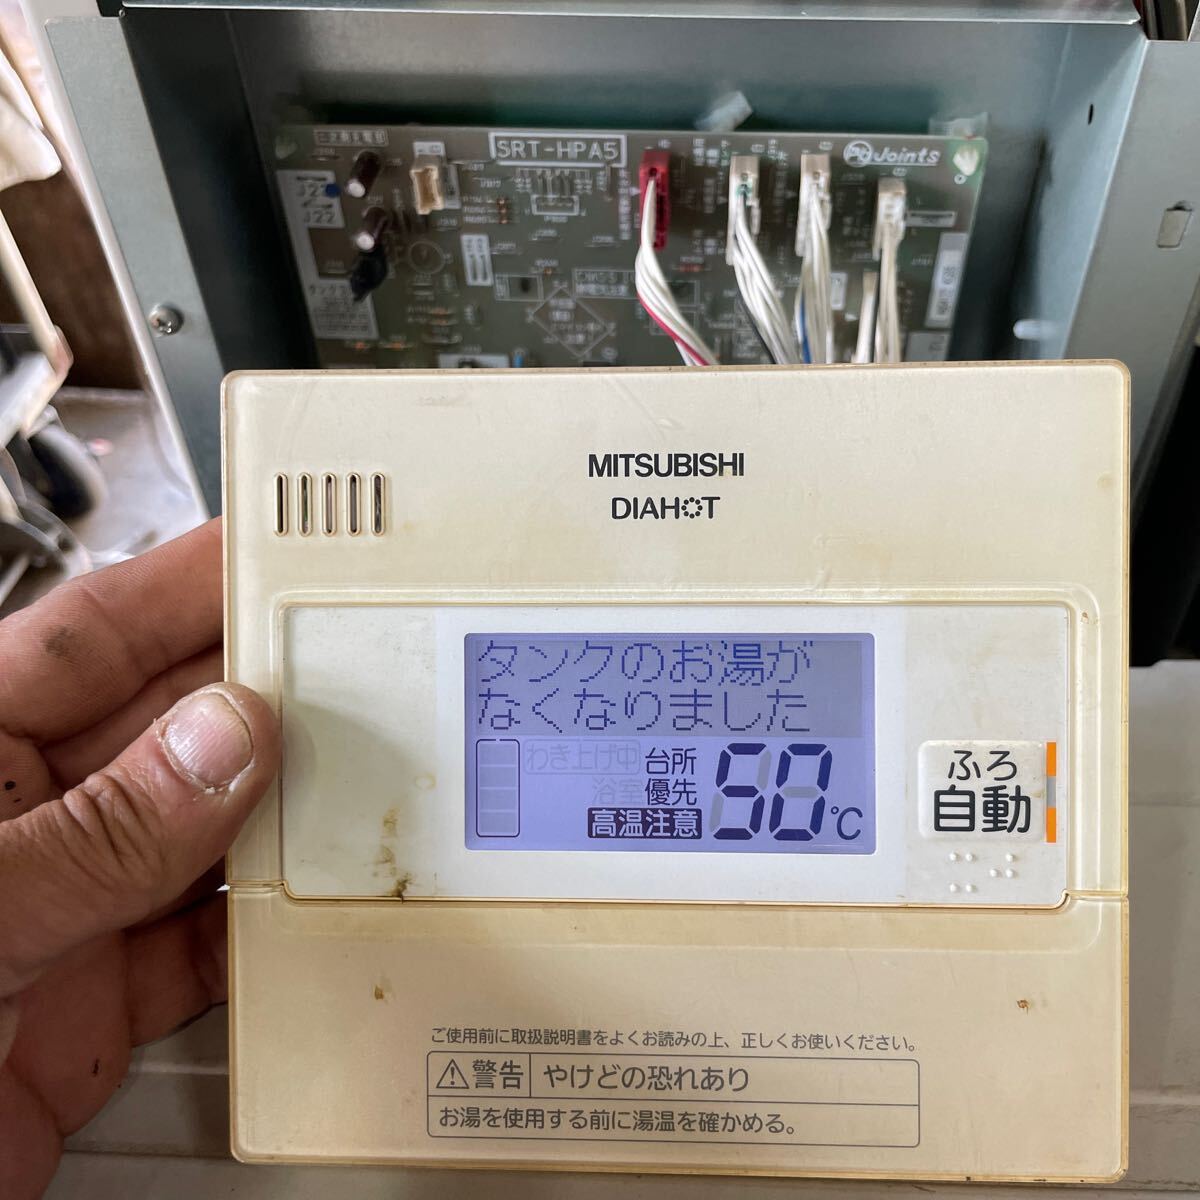 SRT-HPA5
Joints
J21
J22
MITSUBISHI
DIAHOT
タンクのお湯が
なくなりました
わき上げ中
台所
浴室
優先
高温注意
50
℃
ふろ
自動
ご使用前に取扱説明書をよくお読みの上、正しくお使いください。
警告
やけどの恐れあり
お湯を使用する前に湯温を確かめる。